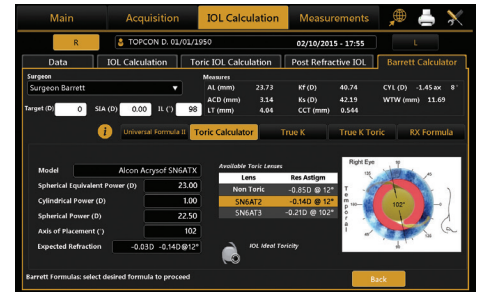 Main Acquisition IOL Calculation Measurements
R TOPCON D. 01/01/1950 02/10/2015 - 17:55 L
Data IOL Calculation Toric IOL Calculation Post Refractive IOL Barrett Calculator
Surgeon Measures
Surgeon Barrett AL (mm) 23.73 Kf (D) 40.74 CYL (D) -1.45 ax 8°
ACD (mm) 3.14 Ks (D) 42.19 WTW (mm) 11.69
Target (D) 0 SIA (D) 0.00 IL (°) 98 LT (mm) 4.04 CCT (mm) 0.544
i Universal Formula II Toric Calculator True K True K Toric RX Formula
Model Alcon Acrysof SN6ATX
Spherical Equivalent Power (D) 23.00
Cylindrical Power (D) 1.00
Spherical Power (D) 22.50
Axis of Placement (°) 102
Expected Refraction -0.03D -0.14D@12°
Available Toric Lenses
Lens Res Astigm
Non Toric -0.85D @ 12°
SN6AT2 -0.14D @ 12°
SN6AT3 -0.21D @ 102°
IOL Ideal Toricity
Right Eye
Temporal
102°
Barrett Formulas: select desired formula to proceed
Back